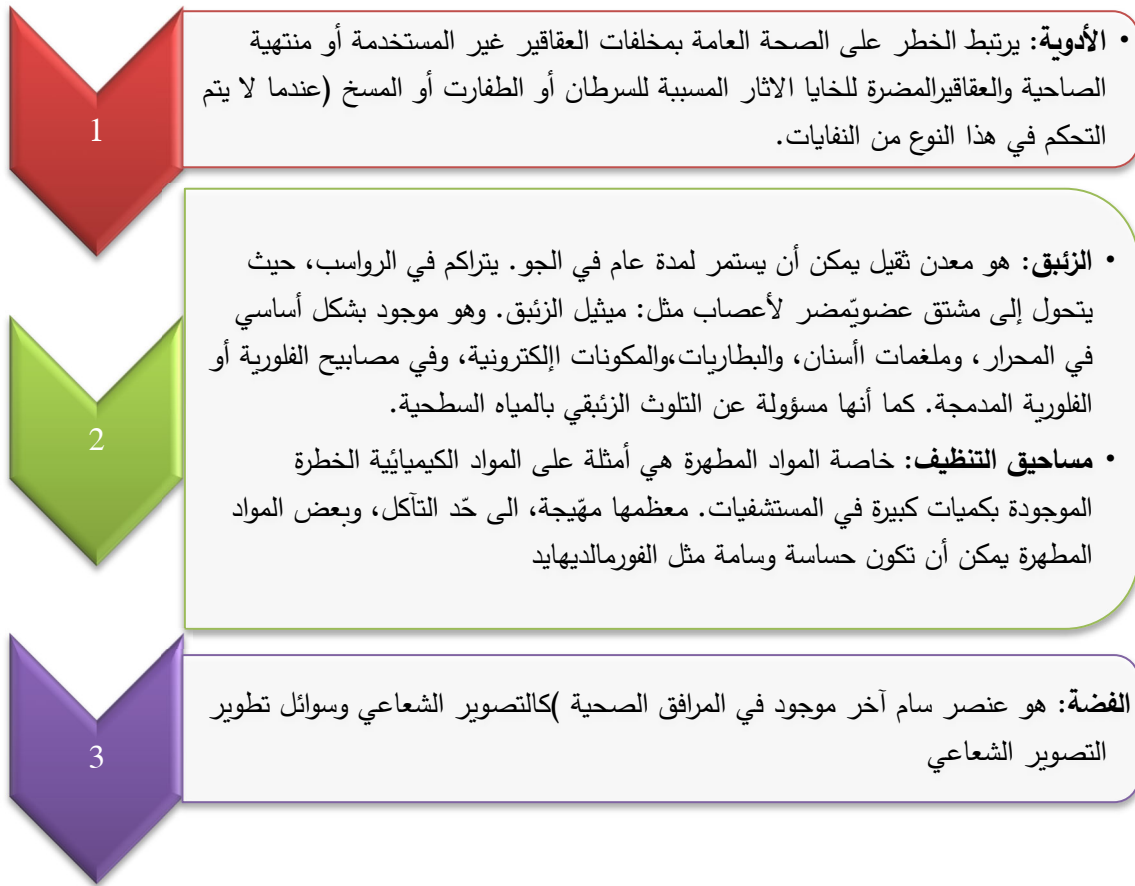 1
• الأدوية: يرتبط الخطر على الصحة العامة بمخلفات العقاقير غير المستخدمة أو منتهية
الصاحية والعقاقيرالمضرة للخايا الاثار المسببة للسرطان أو الطفارت أو المسخ (عندما لا يتم
التحكم في هذا النوع من النفايات.
2
• الزئبق: هو معدن ثقيل يمكن أن يستمر لمدة عام في الجو. يتراكم في الرواسب، حيث
يتحول إلى مشتق عضويّمضر لأعصاب مثل: ميثيل الزئبق. وهو موجود بشكل أساسي
في المحرار، وملغمات اأسنان، والبطاريات،والمكونات اإلكترونية، وفي مصابيح الفلورية أو
الفلورية المدمجة. كما أنها مسؤولة عن التلوث الزئبقي بالمياه السطحية.
• مساحيق التنظيف: خاصة المواد المطهرة هي أمثلة على المواد الكيميائية الخطرة
الموجودة بكميات كبيرة في المستشفيات. معظمها مهّيجة، الى حّد التآكل، وبعض المواد
المطهرة يمكن أن تكون حساسة وسامة مثل الفورمالديهايد
3
الفضة: هو عنصر سام آخر موجود في المرافق الصحية )كالتصوير الشعاعي وسوائل تطوير
التصوير الشعاعي